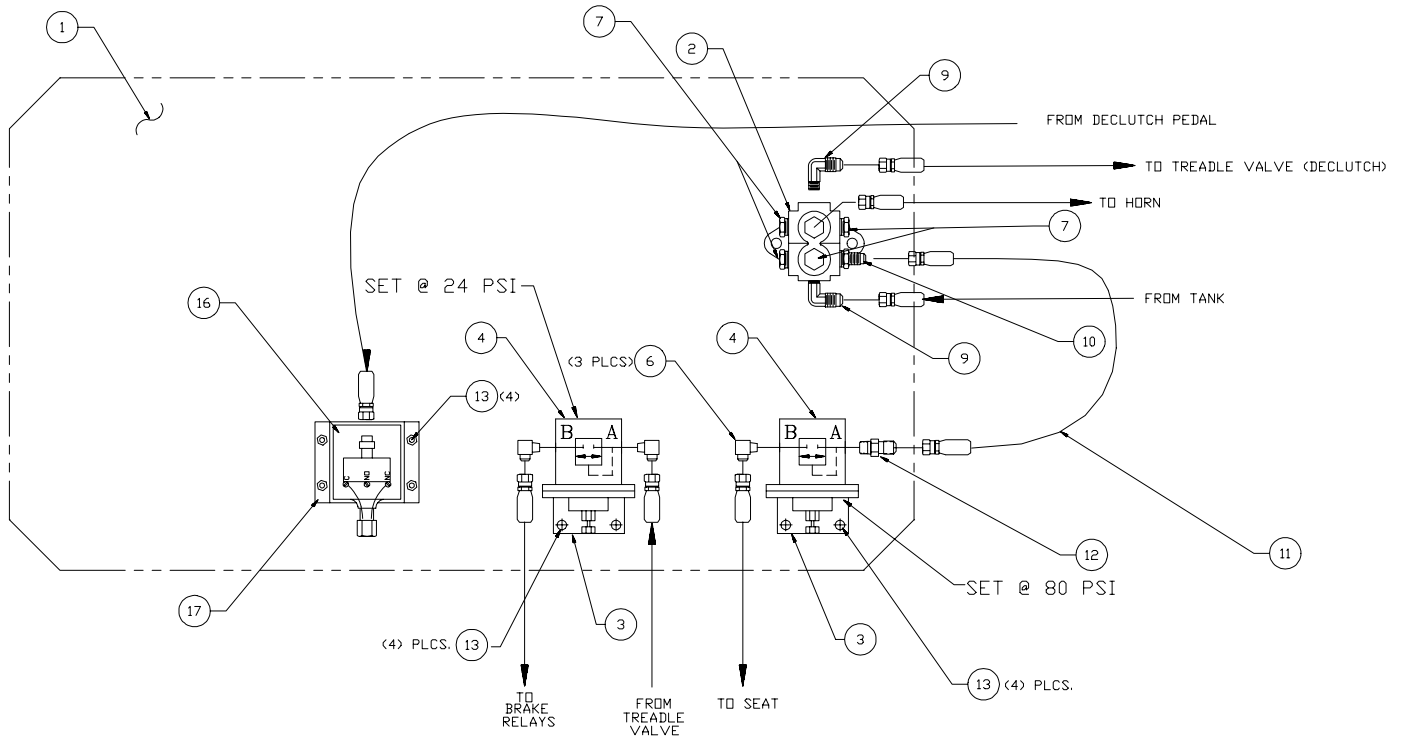 1
7
2
9
FROM DECLUTCH PEDAL
TO TREADLE VALVE (DECLUTCH)
TO HORN
7
SET @ 24 PSI
FROM TANK
16
4
(3 PLCS) 6
4
9
10
13 (4)
B A
B A
C NO NC
12
11
SET @ 80 PSI
17
(4) PLCS. 13
3
3
13 (4) PLCS.
TO
BRAKE
RELAYS
FROM
TREADLE
VALVE
TO SEAT